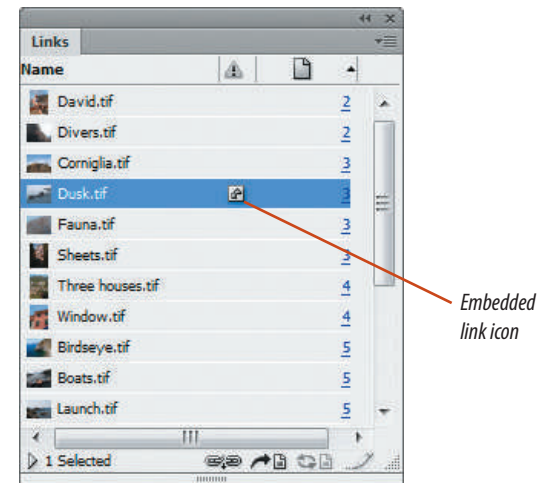 Links
Name
David.tif 2
Divers.tif 2
Corniglia.tif 3
Dusk.tif 3
Fauna.tif 3
Sheets.tif 3
Three houses.tif 4
Window.tif 4
Birdseye.tif 5
Boats.tif 5
Launch.tif 5
1 Selected
Embedded
link icon